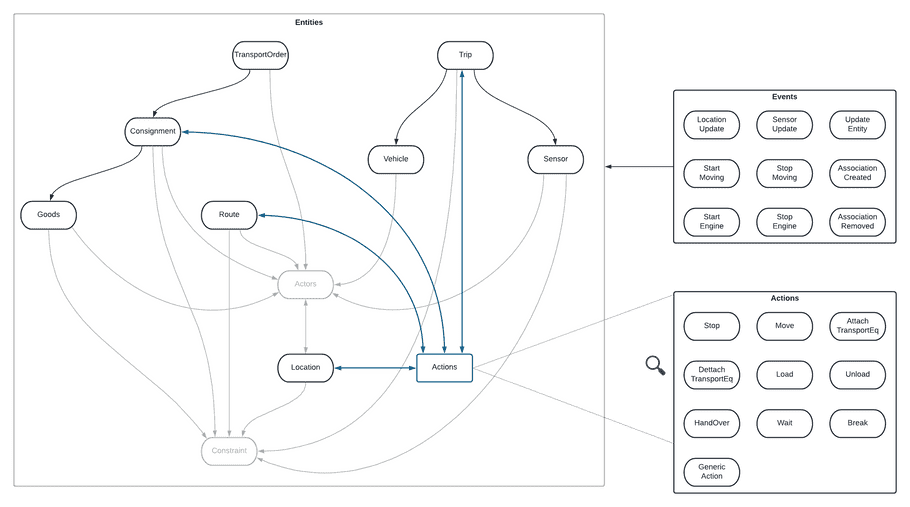 Entities
TransportOrder
Trip
Consignment
Vehicle
Sensor
Goods
Route
Actors
Location
Actions
Constraint
Events
Location
Update
Sensor
Update
Update
Entity
Start
Moving
Stop
Moving
Association
Created
Start
Engine
Stop
Engine
Association
Removed
Actions
Stop
Move
Attach
TransportEq
Dettach
TransportEq
Load
Unload
HandOver
Wait
Break
Generic
Action